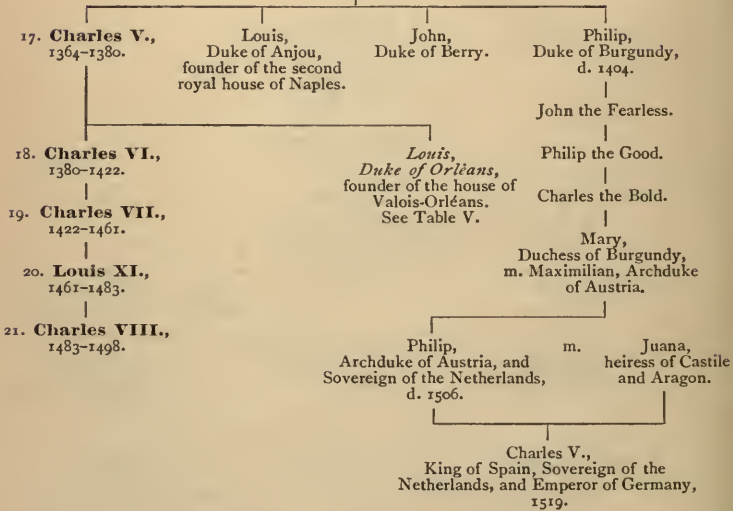 17. Charles V.,
1364–1380.
Louis,
Duke of Anjou,
founder of the second
royal house of Naples.
John,
Duke of Berry.
Philip,
Duke of Burgundy,
d. 1404.
John the Fearless.
18. Charles VI.,
1380–1422.
Louis,
Duke of Orléans,
founder of the house of
Valois-Orléans.
See Table V.
Philip the Good.
Charles the Bold.
19. Charles VII.,
1422–1461.
Mary,
Duchess of Burgundy,
m. Maximilian, Archduke
of Austria.
20. Louis XI.,
1461–1483.
21. Charles VIII.,
1483–1498.
Philip,
Archduke of Austria, and
Sovereign of the Netherlands,
d. 1506.
m.
Juana,
heiress of Castile
and Aragon.
Charles V.,
King of Spain, Sovereign of the
Netherlands, and Emperor of Germany,
1519.